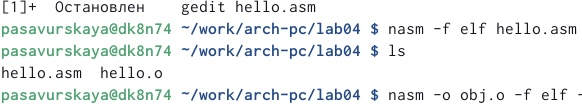 [1]+  Остановлен    gedit hello.asm
pasavurskaya@dk8n74 ~/work/arch-pc/lab04 $ nasm -f elf hello.asm
pasavurskaya@dk8n74 ~/work/arch-pc/lab04 $ ls
hello.asm  hello.o
pasavurskaya@dk8n74 ~/work/arch-pc/lab04 $ nasm -o obj.o -f elf -